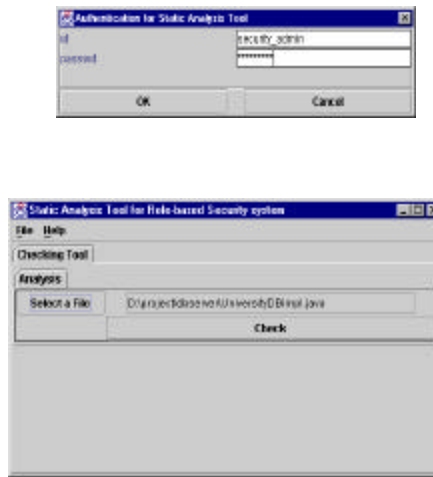 Authentication for Static Analysis Tool
id security_admin
passwd *********
OK Cancel
Static Analysis Tool for Role-based Security system
File Help
Checking Tool
Analysis
Select a File
Check